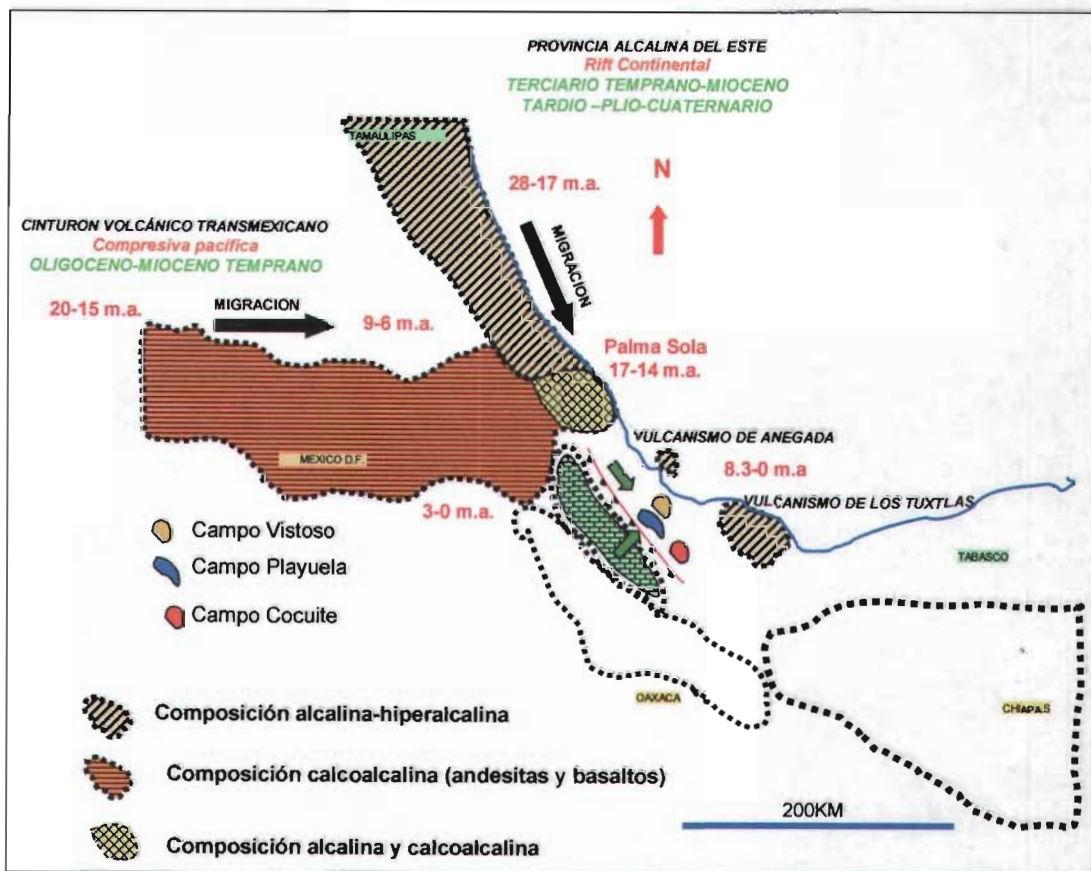 PROVINCIA ALCALINA DEL ESTE
Rift Continental
TERCIARIO TEMPRANO-MIOCENO
TARDIO –PLIO-CUATERNARIO
TAMAULIPAS
28-17 m.a.
N
MIGRACION
CINTURON VOLCÁNICO TRANSMEXICANO
Compresiva pacífica
OLIGOCENO-MIOCENO TEMPRANO
20-15 m.a.
MIGRACION
9-6 m.a.
Palma Sola
17-14 m.a.
VULCANISMO DE ANEGADA
8.3-0 m.a
MEXICO D.F.
VULCANISMO DE LOS TUXTLAS
3-0 m.a.
TABASCO
Campo Vistoso
Campo Playuela
Campo Cocuite
OAXACA
CHIAPAS
Composición alcalina-hiperalcalina
Composición calcoalcalina (andesitas y basaltos)
200KM
Composición alcalina y calcoalcalina